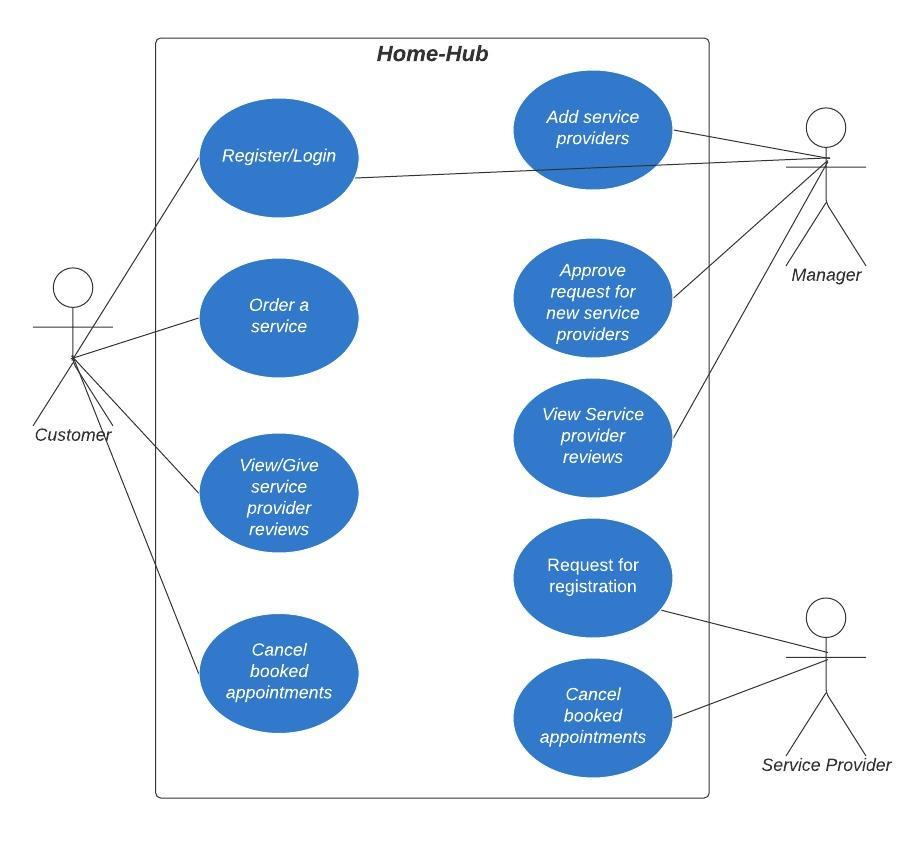 Home-Hub
Register/Login
Add service
providers
Manager
Order a
service
Approve
request for
new service
providers
Customer
View/Give
service
provider
reviews
View Service
provider
reviews
Request for
registration
Cancel
booked
appointments
Cancel
booked
appointments
Service Provider